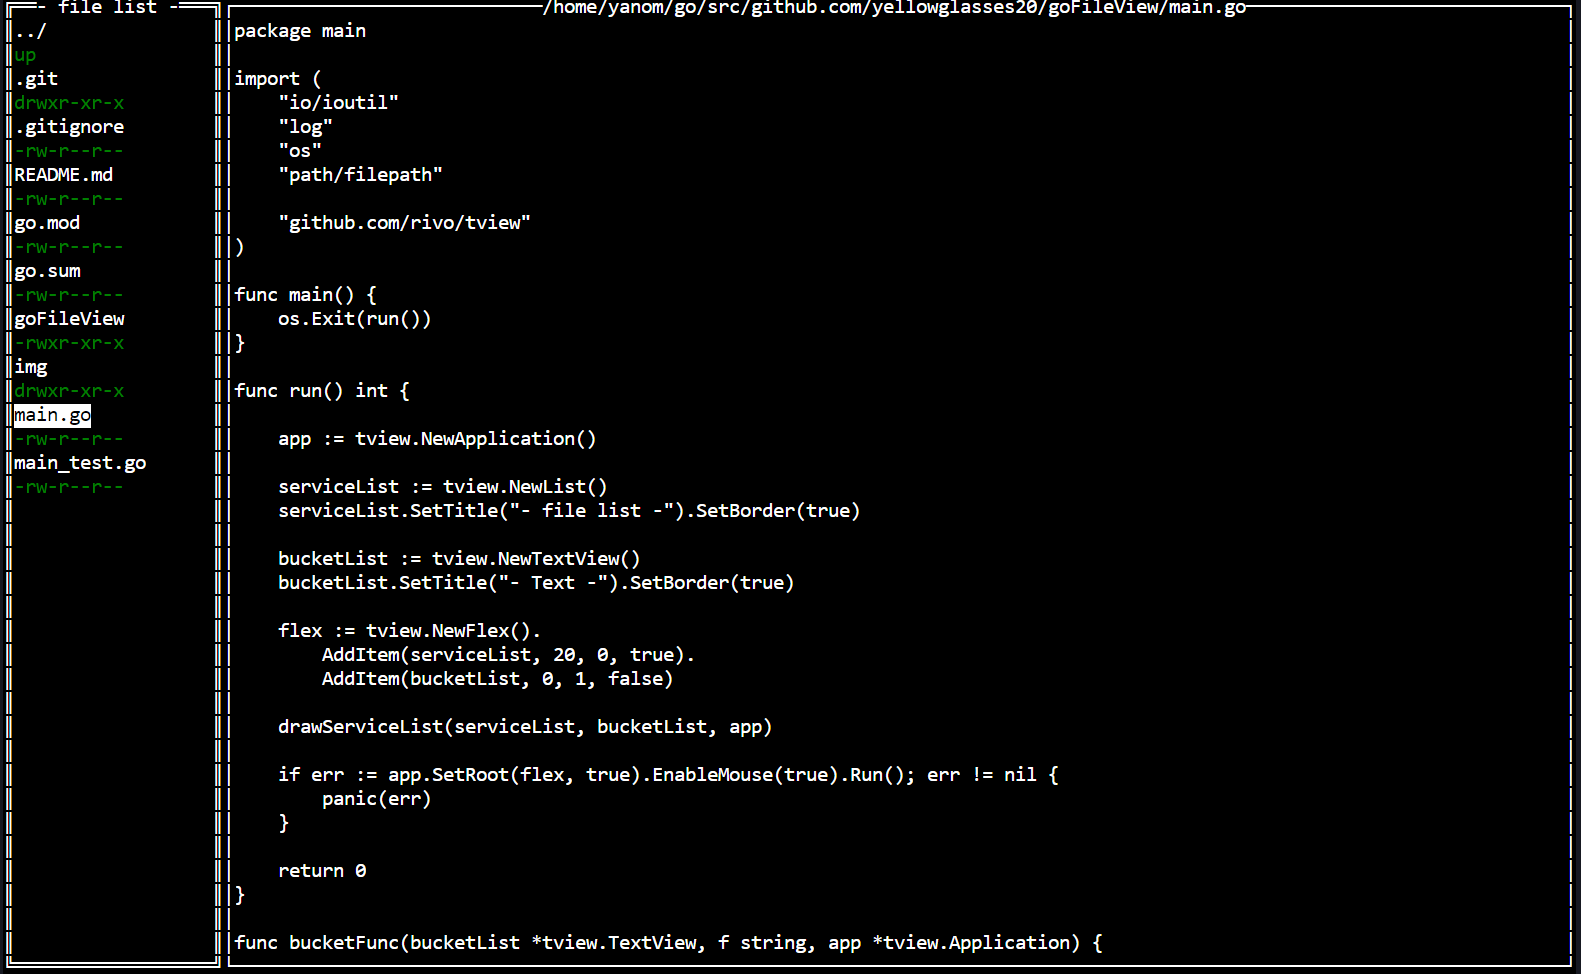 - file list -
../
up
.git
drwxr-xr-x
.gitignore
-rw-r--r--
README.md
-rw-r--r--
go.mod
-rw-r--r--
go.sum
-rw-r--r--
goFileView
-rwxr-xr-x
img
drwxr-xr-x
main.go
-rw-r--r--
main_test.go
-rw-r--r--
/home/yanom/go/src/github.com/yellowglasses20/goFileView/main.go
package main

import (
    "io/ioutil"
    "log"
    "os"
    "path/filepath"

    "github.com/rivo/tview"
)

func main() {
    os.Exit(run())
}

func run() int {

    app := tview.NewApplication()

    serviceList := tview.NewList()
    serviceList.SetTitle("- file list -").SetBorder(true)

    bucketList := tview.NewTextView()
    bucketList.SetTitle("- Text -").SetBorder(true)

    flex := tview.NewFlex().
        AddItem(serviceList, 20, 0, true).
        AddItem(bucketList, 0, 1, false)

    drawServiceList(serviceList, bucketList, app)

    if err := app.SetRoot(flex, true).EnableMouse(true).Run(); err != nil {
        panic(err)
    }

    return 0
}

func bucketFunc(bucketList *tview.TextView, f string, app *tview.Application) {